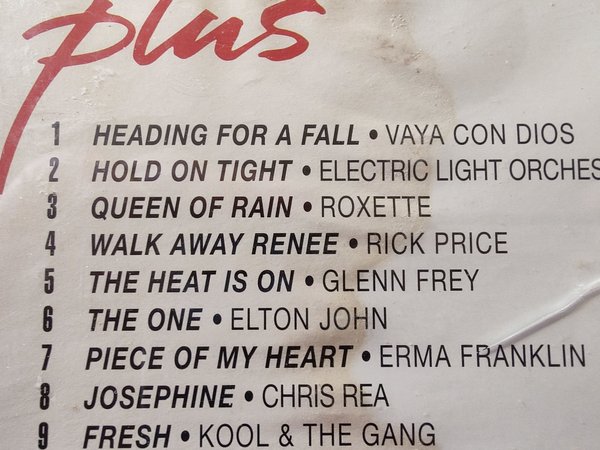 plus
1 HEADING FOR A FALL • VAYA CON DIOS
2 HOLD ON TIGHT • ELECTRIC LIGHT ORCHES
3 QUEEN OF RAIN • ROXETTE
4 WALK AWAY RENEE • RICK PRICE
5 THE HEAT IS ON • GLENN FREY
6 THE ONE • ELTON JOHN
7 PIECE OF MY HEART • ERMA FRANKLIN
8 JOSEPHINE • CHRIS REA
9 FRESH • KOOL & THE GANG